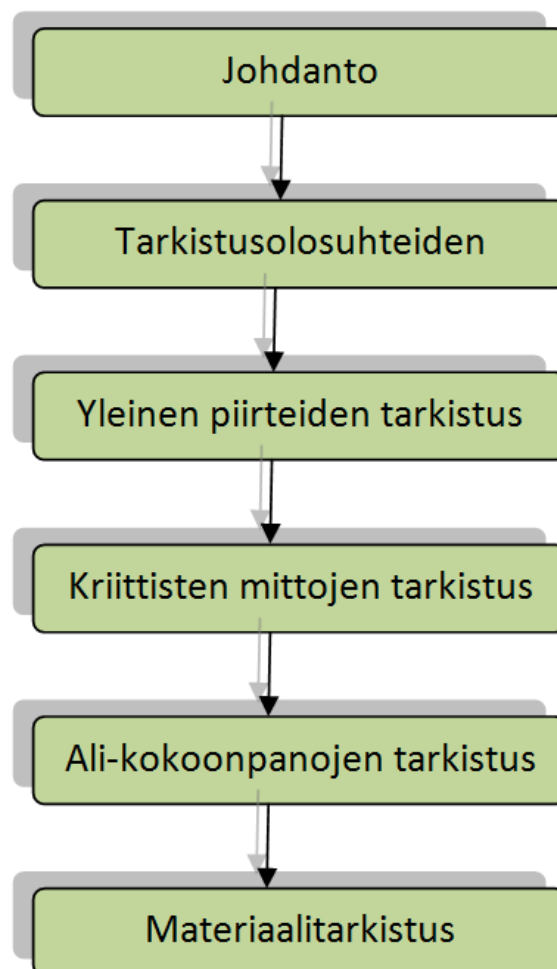 Johdanto
Tarkistusolosuhteiden
Yleinen piirteiden tarkistus
Kriittisten mittojen tarkistus
Ali-kokoonpanojen tarkistus
Materiaalitarkistus